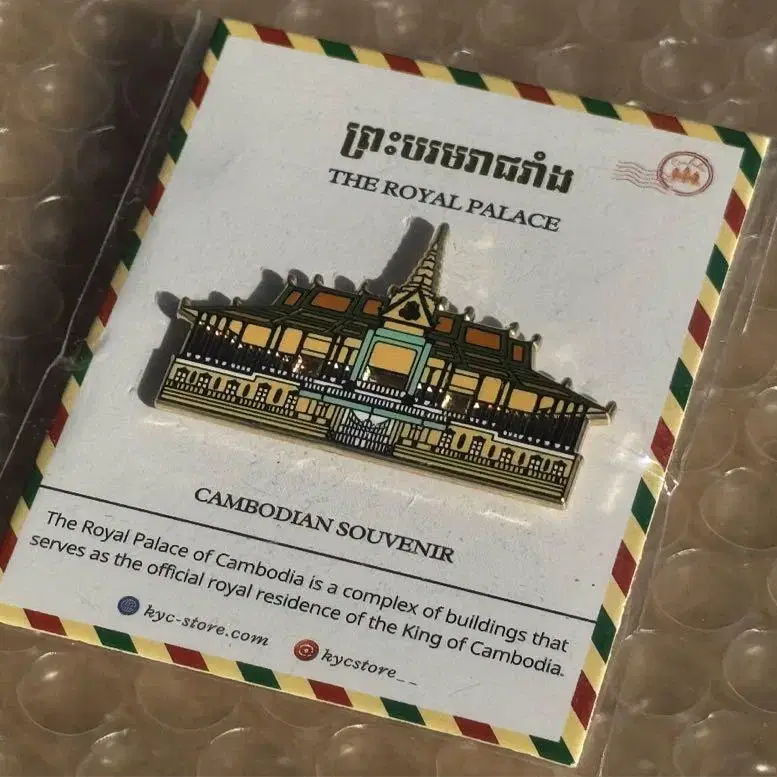 ព្រះបរមរាជវាំង
THE ROYAL PALACE
CAMBODIAN SOUVENIR
The Royal Palace of Cambodia is a complex of buildings that
serves as the official royal residence of the King of Cambodia.
kyc-store.com
kycstore__